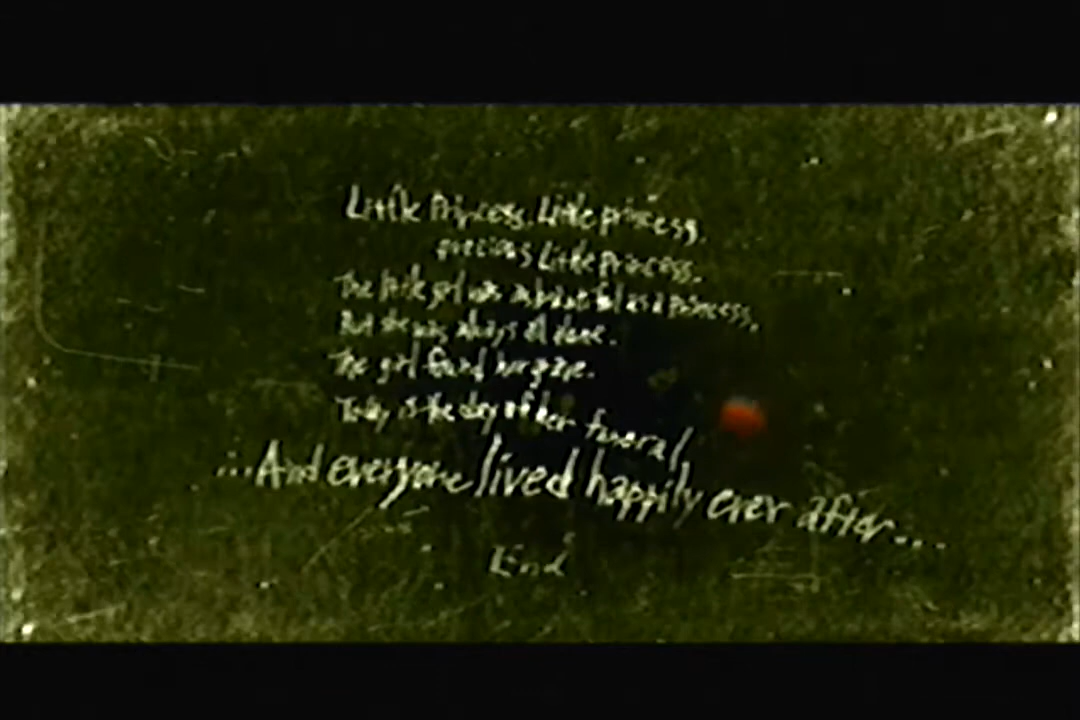 Little Princess, Little princess,
precious Little Princess.
The little girl was as beautiful as a Princess,
But she was always all alone.
The girl found her grave.
Today is the day of her funeral
...And everyone lived happily ever after....
End